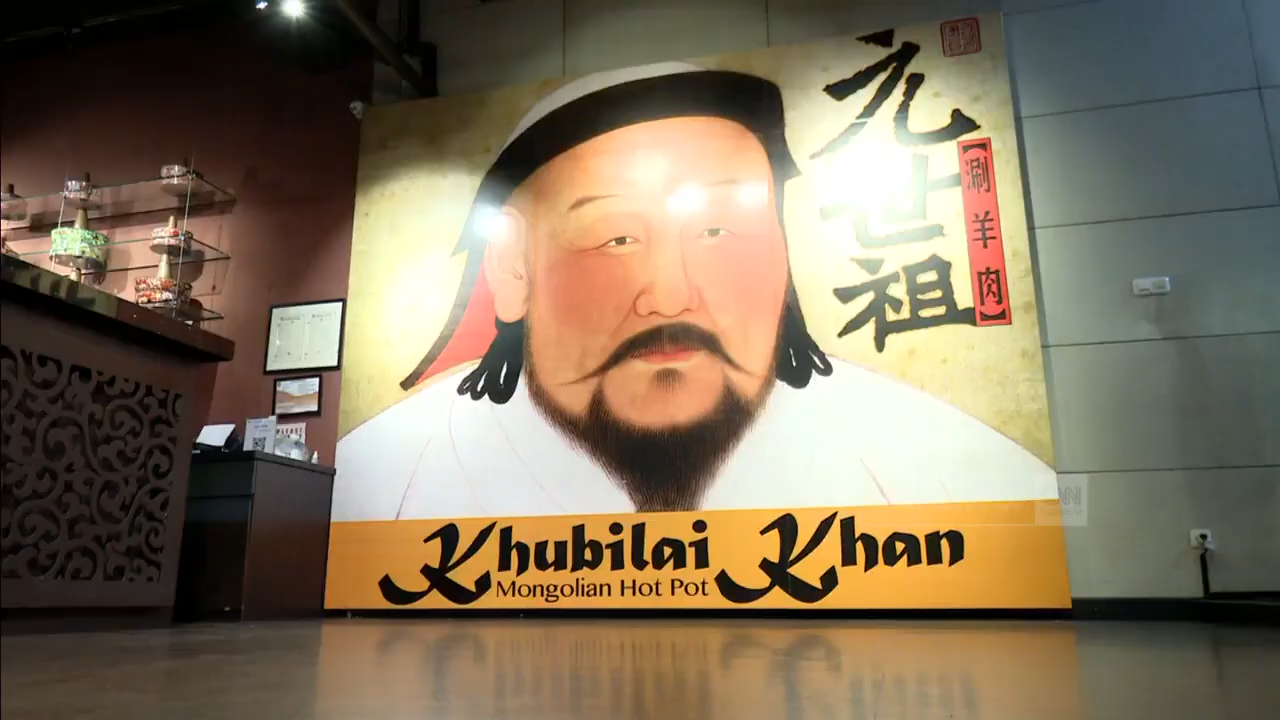 元世祖
【涮羊肉】
Khubilai Khan
Mongolian Hot Pot